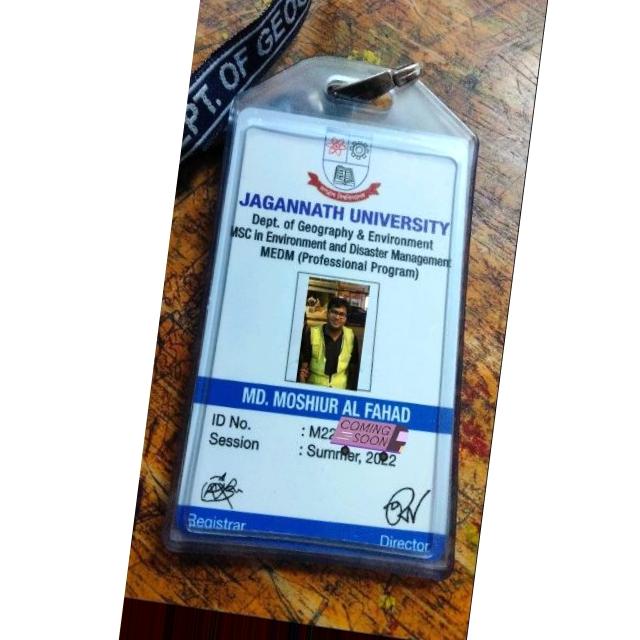 PT. OF GEO
JAGANNATH UNIVERSITY
Dept. of Geography & Environment
MSC in Environment and Disaster Management
MEDM (Professional Program)
MD. MOSHIUR AL FAHAD
ID No. : M22
COMING
SOON
Session : Summer, 2022
Registrar
Director